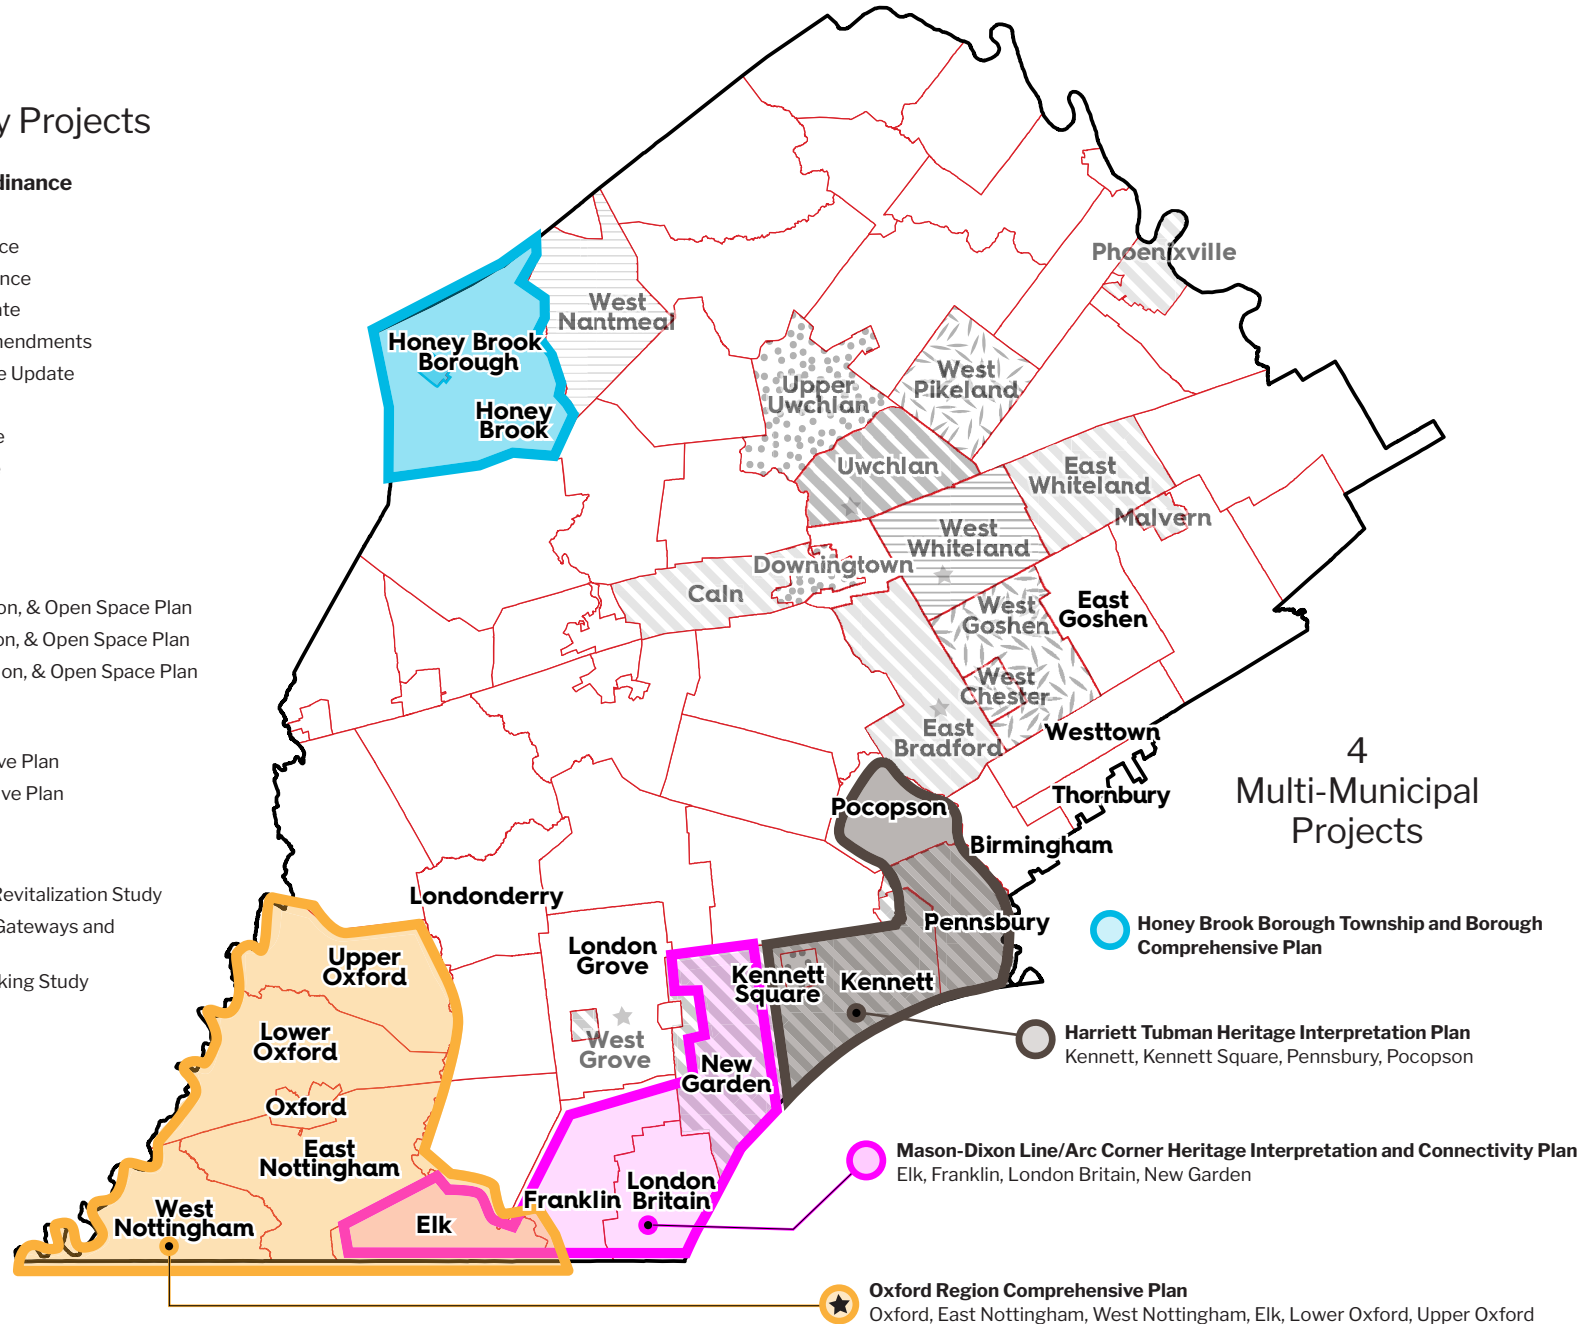 y Projects
dinance
ce
nce
ate
mendments
e Update
e
on, & Open Space Plan
on, & Open Space Plan
on, & Open Space Plan
ve Plan
ve Plan
Revitalization Study
Gateways and
king Study
Phoenixville
West
Nantmeal
Honey Brook
Borough
Honey
Brook
Upper
Uwchlan
West
Pikeland
Uwchlan
East
Whiteland
Malvern
West
Whiteland
Downingtown
Caln
West
Goshen
East
Goshen
West
Chester
East
Bradford
Westtown
Thornbury
Pocopson
Birmingham
4
Multi-Municipal
Projects
Londonderry
Pennsbury
London
Grove
Kennett
Square
Kennett
Upper
Oxford
Lower
Oxford
West
Grove
New
Garden
Oxford
East
Nottingham
West
Nottingham
Elk
Franklin
London
Britain
Honey Brook Borough Township and Borough
Comprehensive Plan
Harriett Tubman Heritage Interpretation Plan
Kennett, Kennett Square, Pennsbury, Pocopson
Mason-Dixon Line/Arc Corner Heritage Interpretation and Connectivity Plan
Elk, Franklin, London Britain, New Garden
Oxford Region Comprehensive Plan
Oxford, East Nottingham, West Nottingham, Elk, Lower Oxford, Upper Oxford